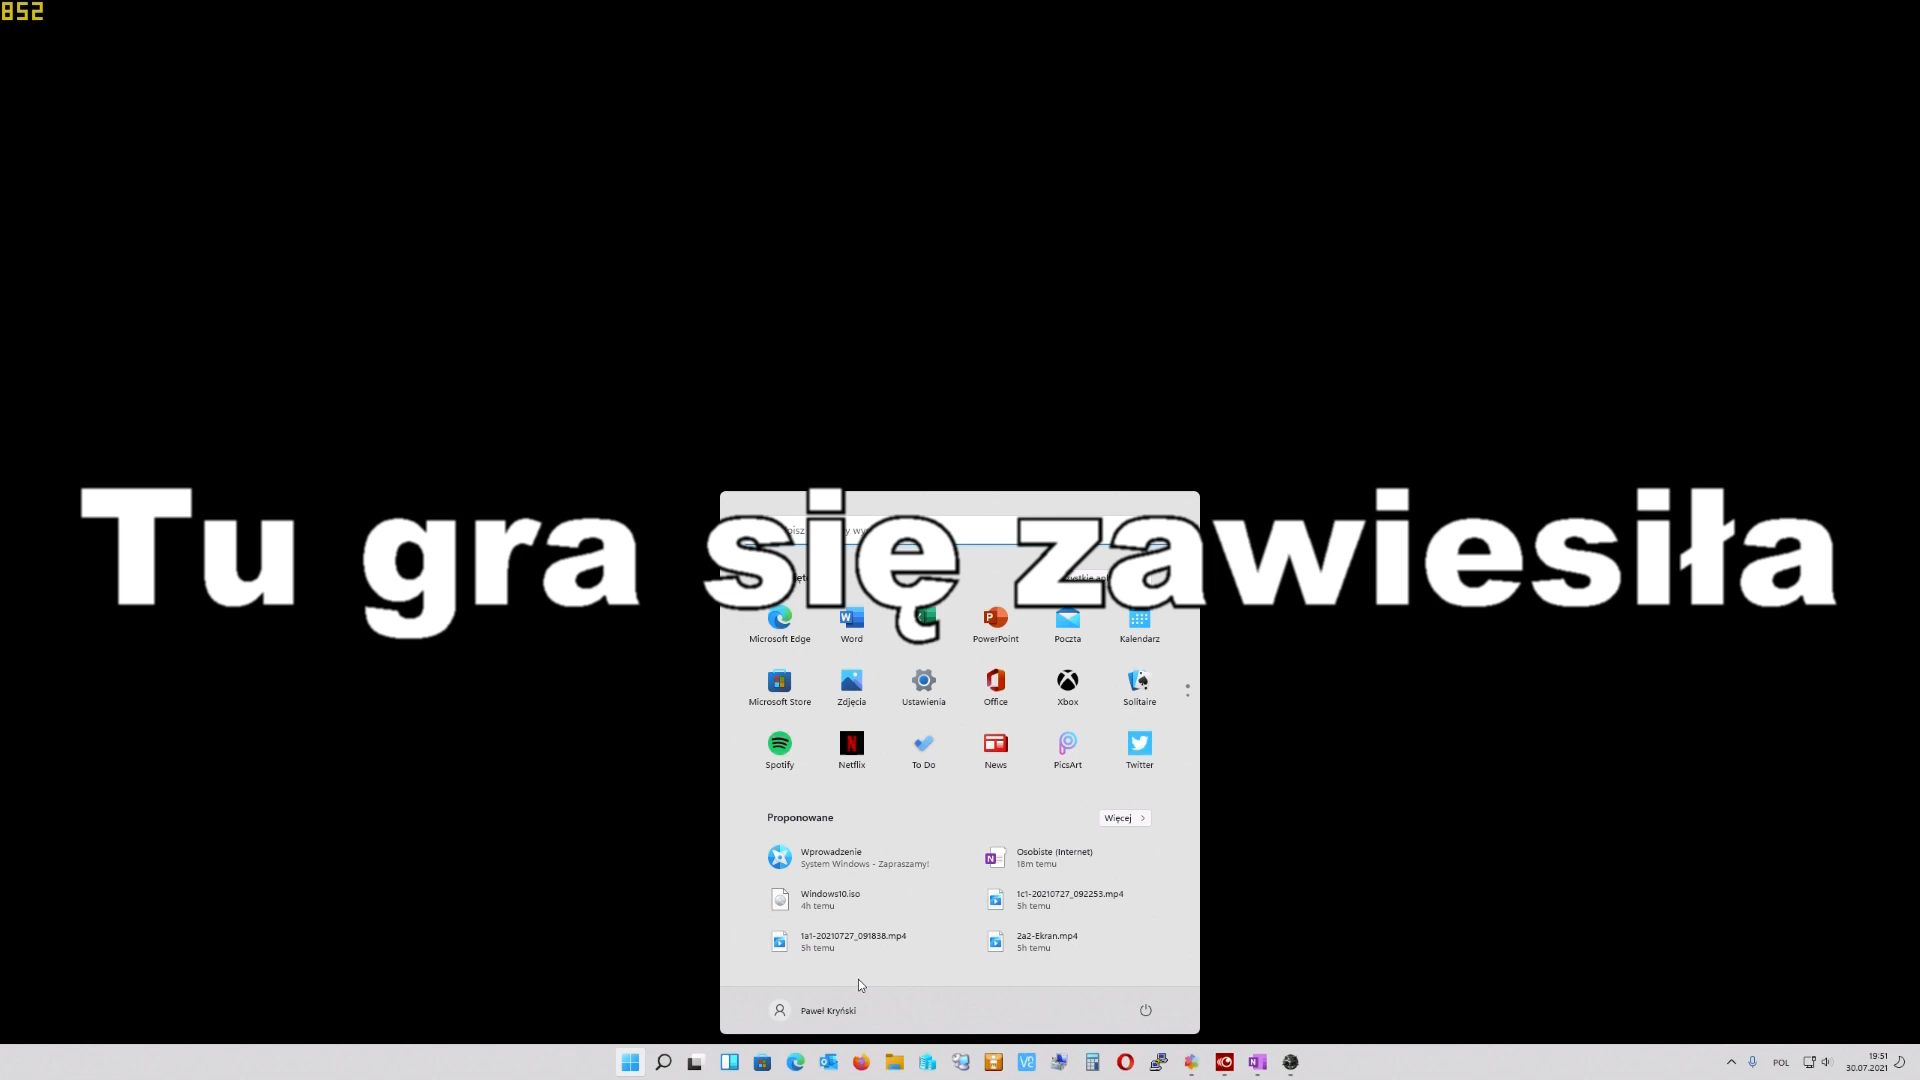 852
Tu gra się zawiesiła
Microsoft Edge
Word
PowerPoint
Poczta
Kalendarz
Microsoft Store
Zdjęcia
Ustawienia
Office
Xbox
Solitaire
Spotify
Netflix
To Do
News
PicsArt
Twitter
Proponowane
Więcej
Wprowadzenie
System Windows - Zapraszamy!
Osobiste (Internet)
18m temu
Windows10.iso
4h temu
1c1-20210727_092253.mp4
5h temu
1a1-20210727_091838.mp4
5h temu
2a2-Ekran.mp4
5h temu
Paweł Kryński
POL
19:51
30.07.2021